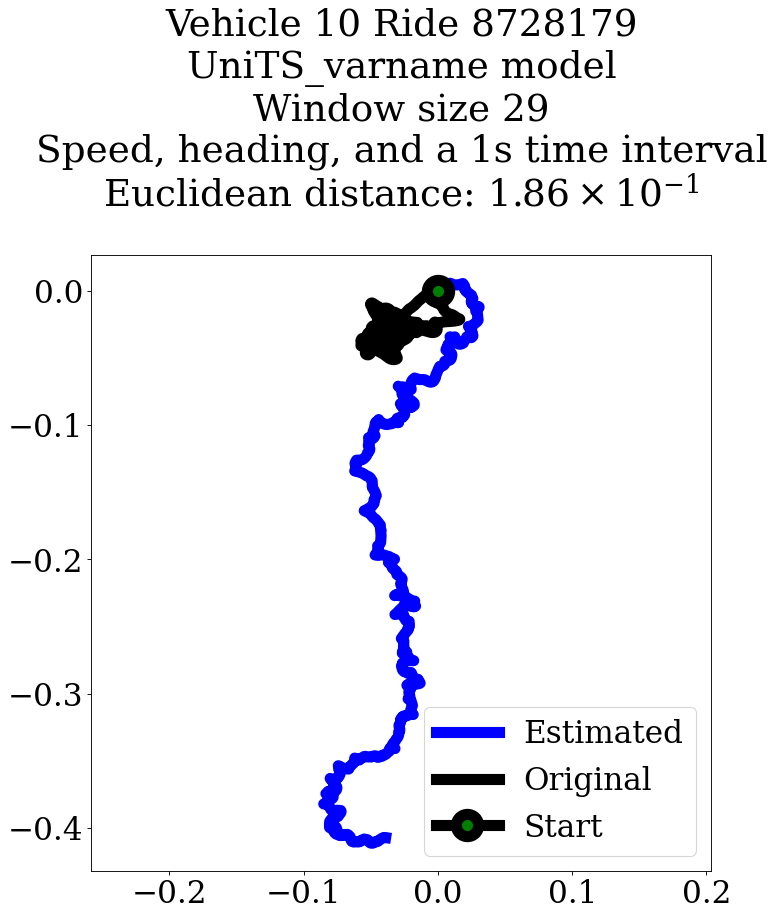 Vehicle 10 Ride 8728179
UniTS_varname model
Window size 29
Speed, heading, and a 1s time interval
Euclidean distance: 1.86 × 10⁻¹
0.0
−0.1
−0.2
−0.3
−0.4
Estimated
Original
Start
−0.2 −0.1 0.0 0.1 0.2